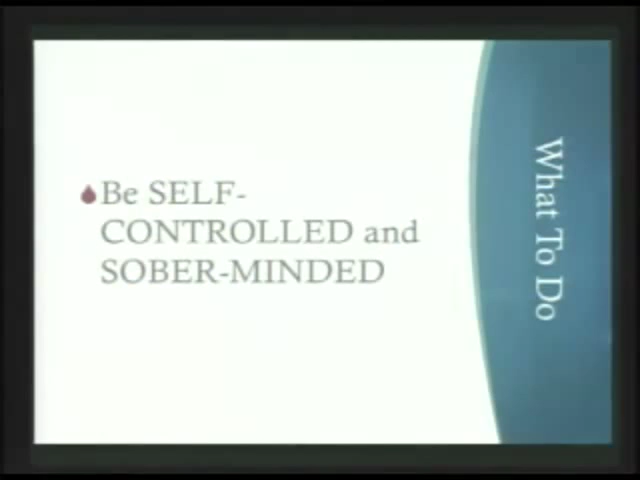 Be SELF-
CONTROLLED and
SOBER-MINDED
What To Do